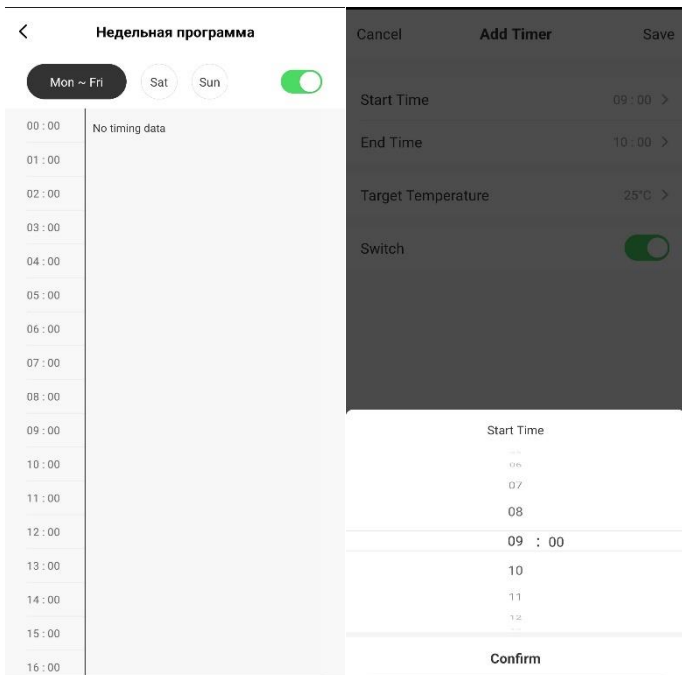 Недельная программа
Mon ~ Fri
Sat
Sun
00 : 00
No timing data
01 : 00
02 : 00
03 : 00
04 : 00
05 : 00
06 : 00
07 : 00
08 : 00
09 : 00
10 : 00
11 : 00
12 : 00
13 : 00
14 : 00
15 : 00
16 : 00
Cancel
Add Timer
Save
Start Time
09 : 00
End Time
10 : 00
Target Temperature
25°C
Switch
Start Time
06
07
08
09 : 00
10
11
12
Confirm